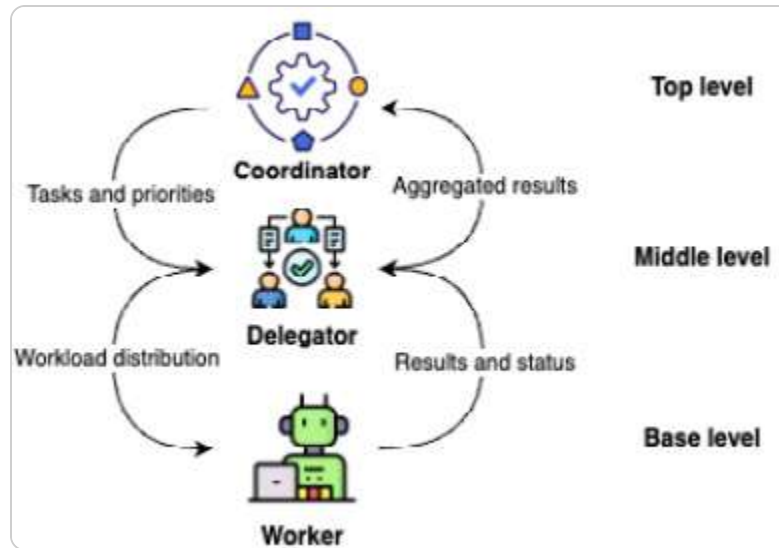 Top level
Coordinator
Tasks and priorities
Aggregated results
Middle level
Delegator
Workload distribution
Results and status
Base level
Worker